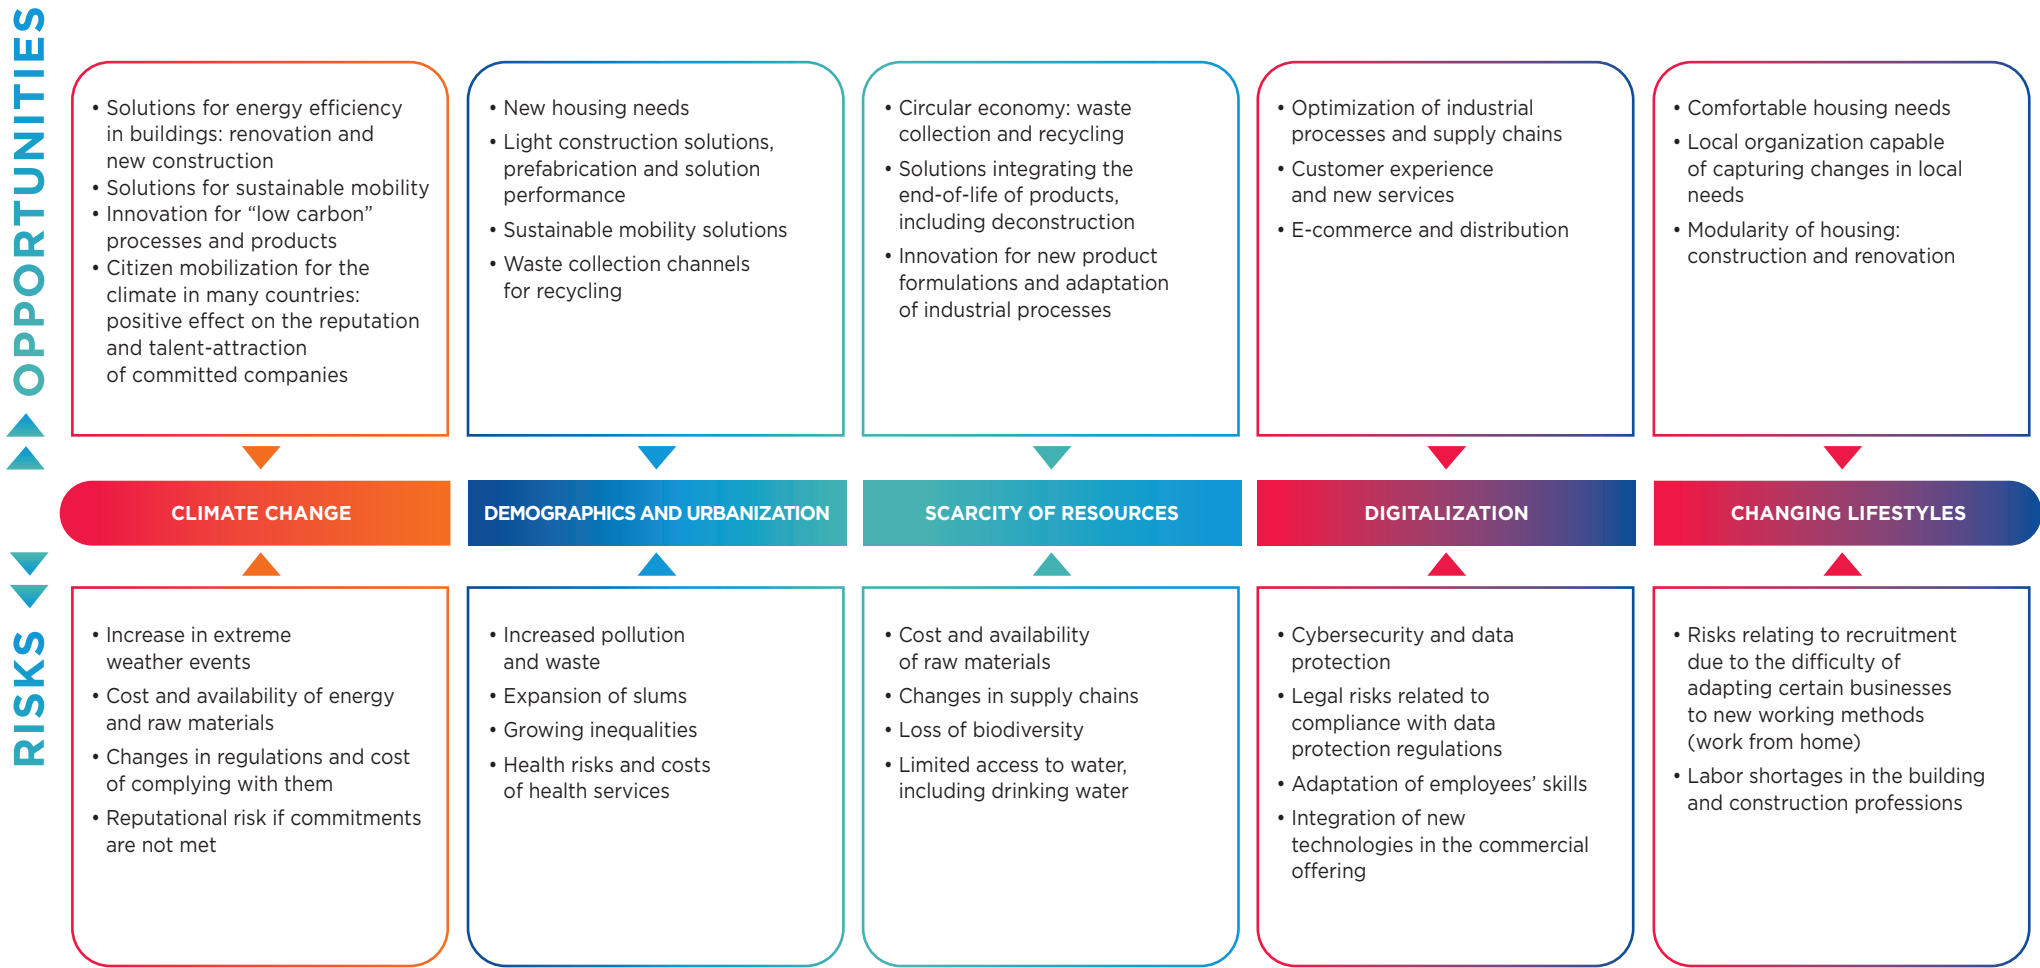 OPPORTUNITIES
• Solutions for energy efficiency
in buildings: renovation and
new construction
• Solutions for sustainable mobility
• Innovation for “low carbon”
processes and products
• Citizen mobilization for the
climate in many countries:
positive effect on the reputation
and talent-attraction
of committed companies
• New housing needs
• Light construction solutions,
prefabrication and solution
performance
• Sustainable mobility solutions
• Waste collection channels
for recycling
• Circular economy: waste
collection and recycling
• Solutions integrating the
end-of-life of products,
including deconstruction
• Innovation for new product
formulations and adaptation
of industrial processes
• Optimization of industrial
processes and supply chains
• Customer experience
and new services
• E-commerce and distribution
• Comfortable housing needs
• Local organization capable
of capturing changes in local
needs
• Modularity of housing:
construction and renovation
CLIMATE CHANGE
DEMOGRAPHICS AND URBANIZATION
SCARCITY OF RESOURCES
DIGITALIZATION
CHANGING LIFESTYLES
RISKS
• Increase in extreme
weather events
• Cost and availability of energy
and raw materials
• Changes in regulations and cost
of complying with them
• Reputational risk if commitments
are not met
• Increased pollution
and waste
• Expansion of slums
• Growing inequalities
• Health risks and costs
of health services
• Cost and availability
of raw materials
• Changes in supply chains
• Loss of biodiversity
• Limited access to water,
including drinking water
• Cybersecurity and data
protection
• Legal risks related to
compliance with data
protection regulations
• Adaptation of employees’ skills
• Integration of new
technologies in the commercial
offering
• Risks relating to recruitment
due to the difficulty of
adapting certain businesses
to new working methods
(work from home)
• Labor shortages in the building
and construction professions